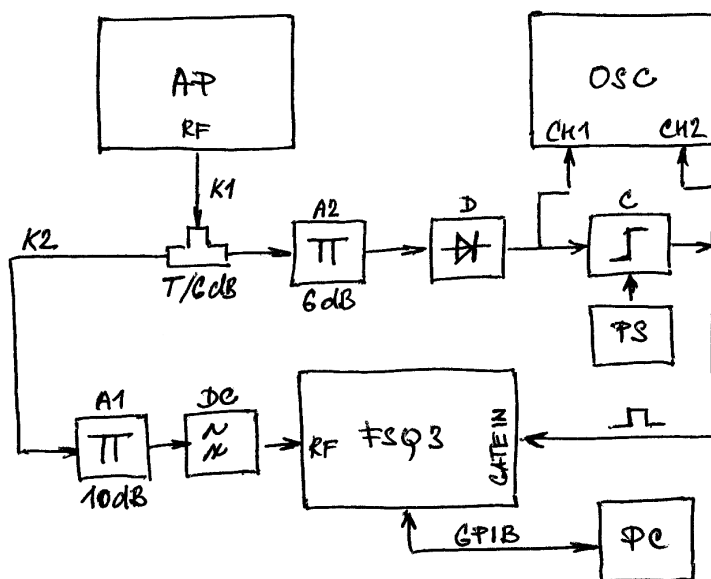 AP
RF
OSC
CH1
CH2
K1
K2
T/6dB
A2
6dB
D
C
PS
A1
10dB
DC
RF
FSQ3
GATE IN
GPIB
PC